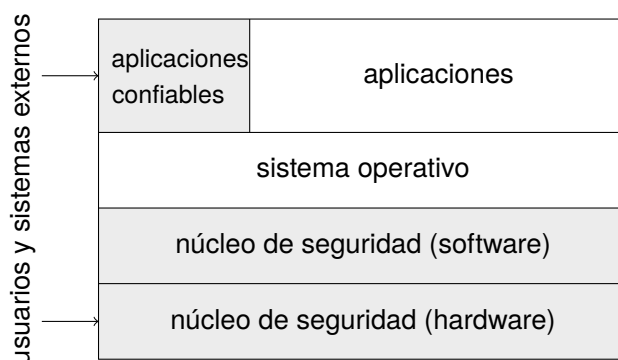 usuarios y sistemas externos
aplicaciones
confiables
aplicaciones
sistema operativo
núcleo de seguridad (software)
núcleo de seguridad (hardware)